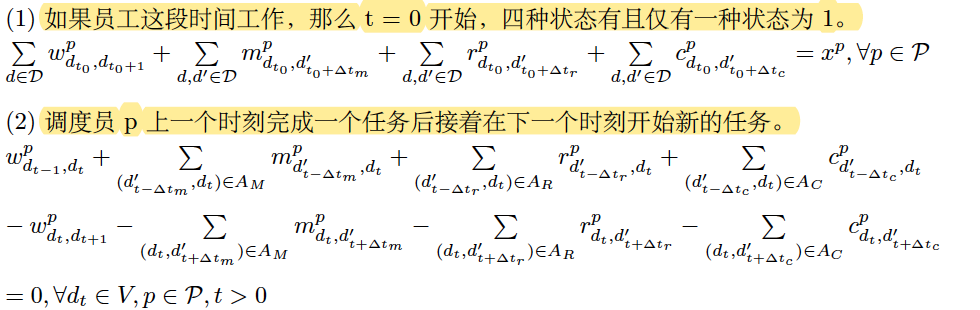 (1) 如果员工这段时间工作，那么 t = 0 开始，四种状态有且仅有一种状态为 1。
$\sum_{d \in \mathcal{D}} w^p_{d_{t_0}, d_{t_0+1}} + \sum_{d,d' \in \mathcal{D}} m^p_{d_{t_0}, d'_{t_0+\Delta t_m}} + \sum_{d,d' \in \mathcal{D}} r^p_{d_{t_0}, d'_{t_0+\Delta t_r}} + \sum_{d,d' \in \mathcal{D}} c^p_{d_{t_0}, d'_{t_0+\Delta t_c}} = x^p, \forall p \in \mathcal{P}$
(2) 调度员 p 上一个时刻完成一个任务后接着在下一个时刻开始新的任务。
$w^p_{d_{t-1}, d_t} + \sum_{(d'_{t-\Delta t_m}, d_t) \in A_M} m^p_{d'_{t-\Delta t_m}, d_t} + \sum_{(d'_{t-\Delta t_r}, d_t) \in A_R} r^p_{d'_{t-\Delta t_r}, d_t} + \sum_{(d'_{t-\Delta t_c}, d_t) \in A_C} c^p_{d'_{t-\Delta t_c}, d_t}$
$- w^p_{d_t, d_{t+1}} - \sum_{(d_t, d'_{t+\Delta t_m}) \in A_M} m^p_{d_t, d'_{t+\Delta t_m}} - \sum_{(d_t, d'_{t+\Delta t_r}) \in A_R} r^p_{d_t, d'_{t+\Delta t_r}} - \sum_{(d_t, d'_{t+\Delta t_c}) \in A_C} c^p_{d_t, d'_{t+\Delta t_c}}$
$= 0, \forall d_t \in V, p \in \mathcal{P}, t > 0$